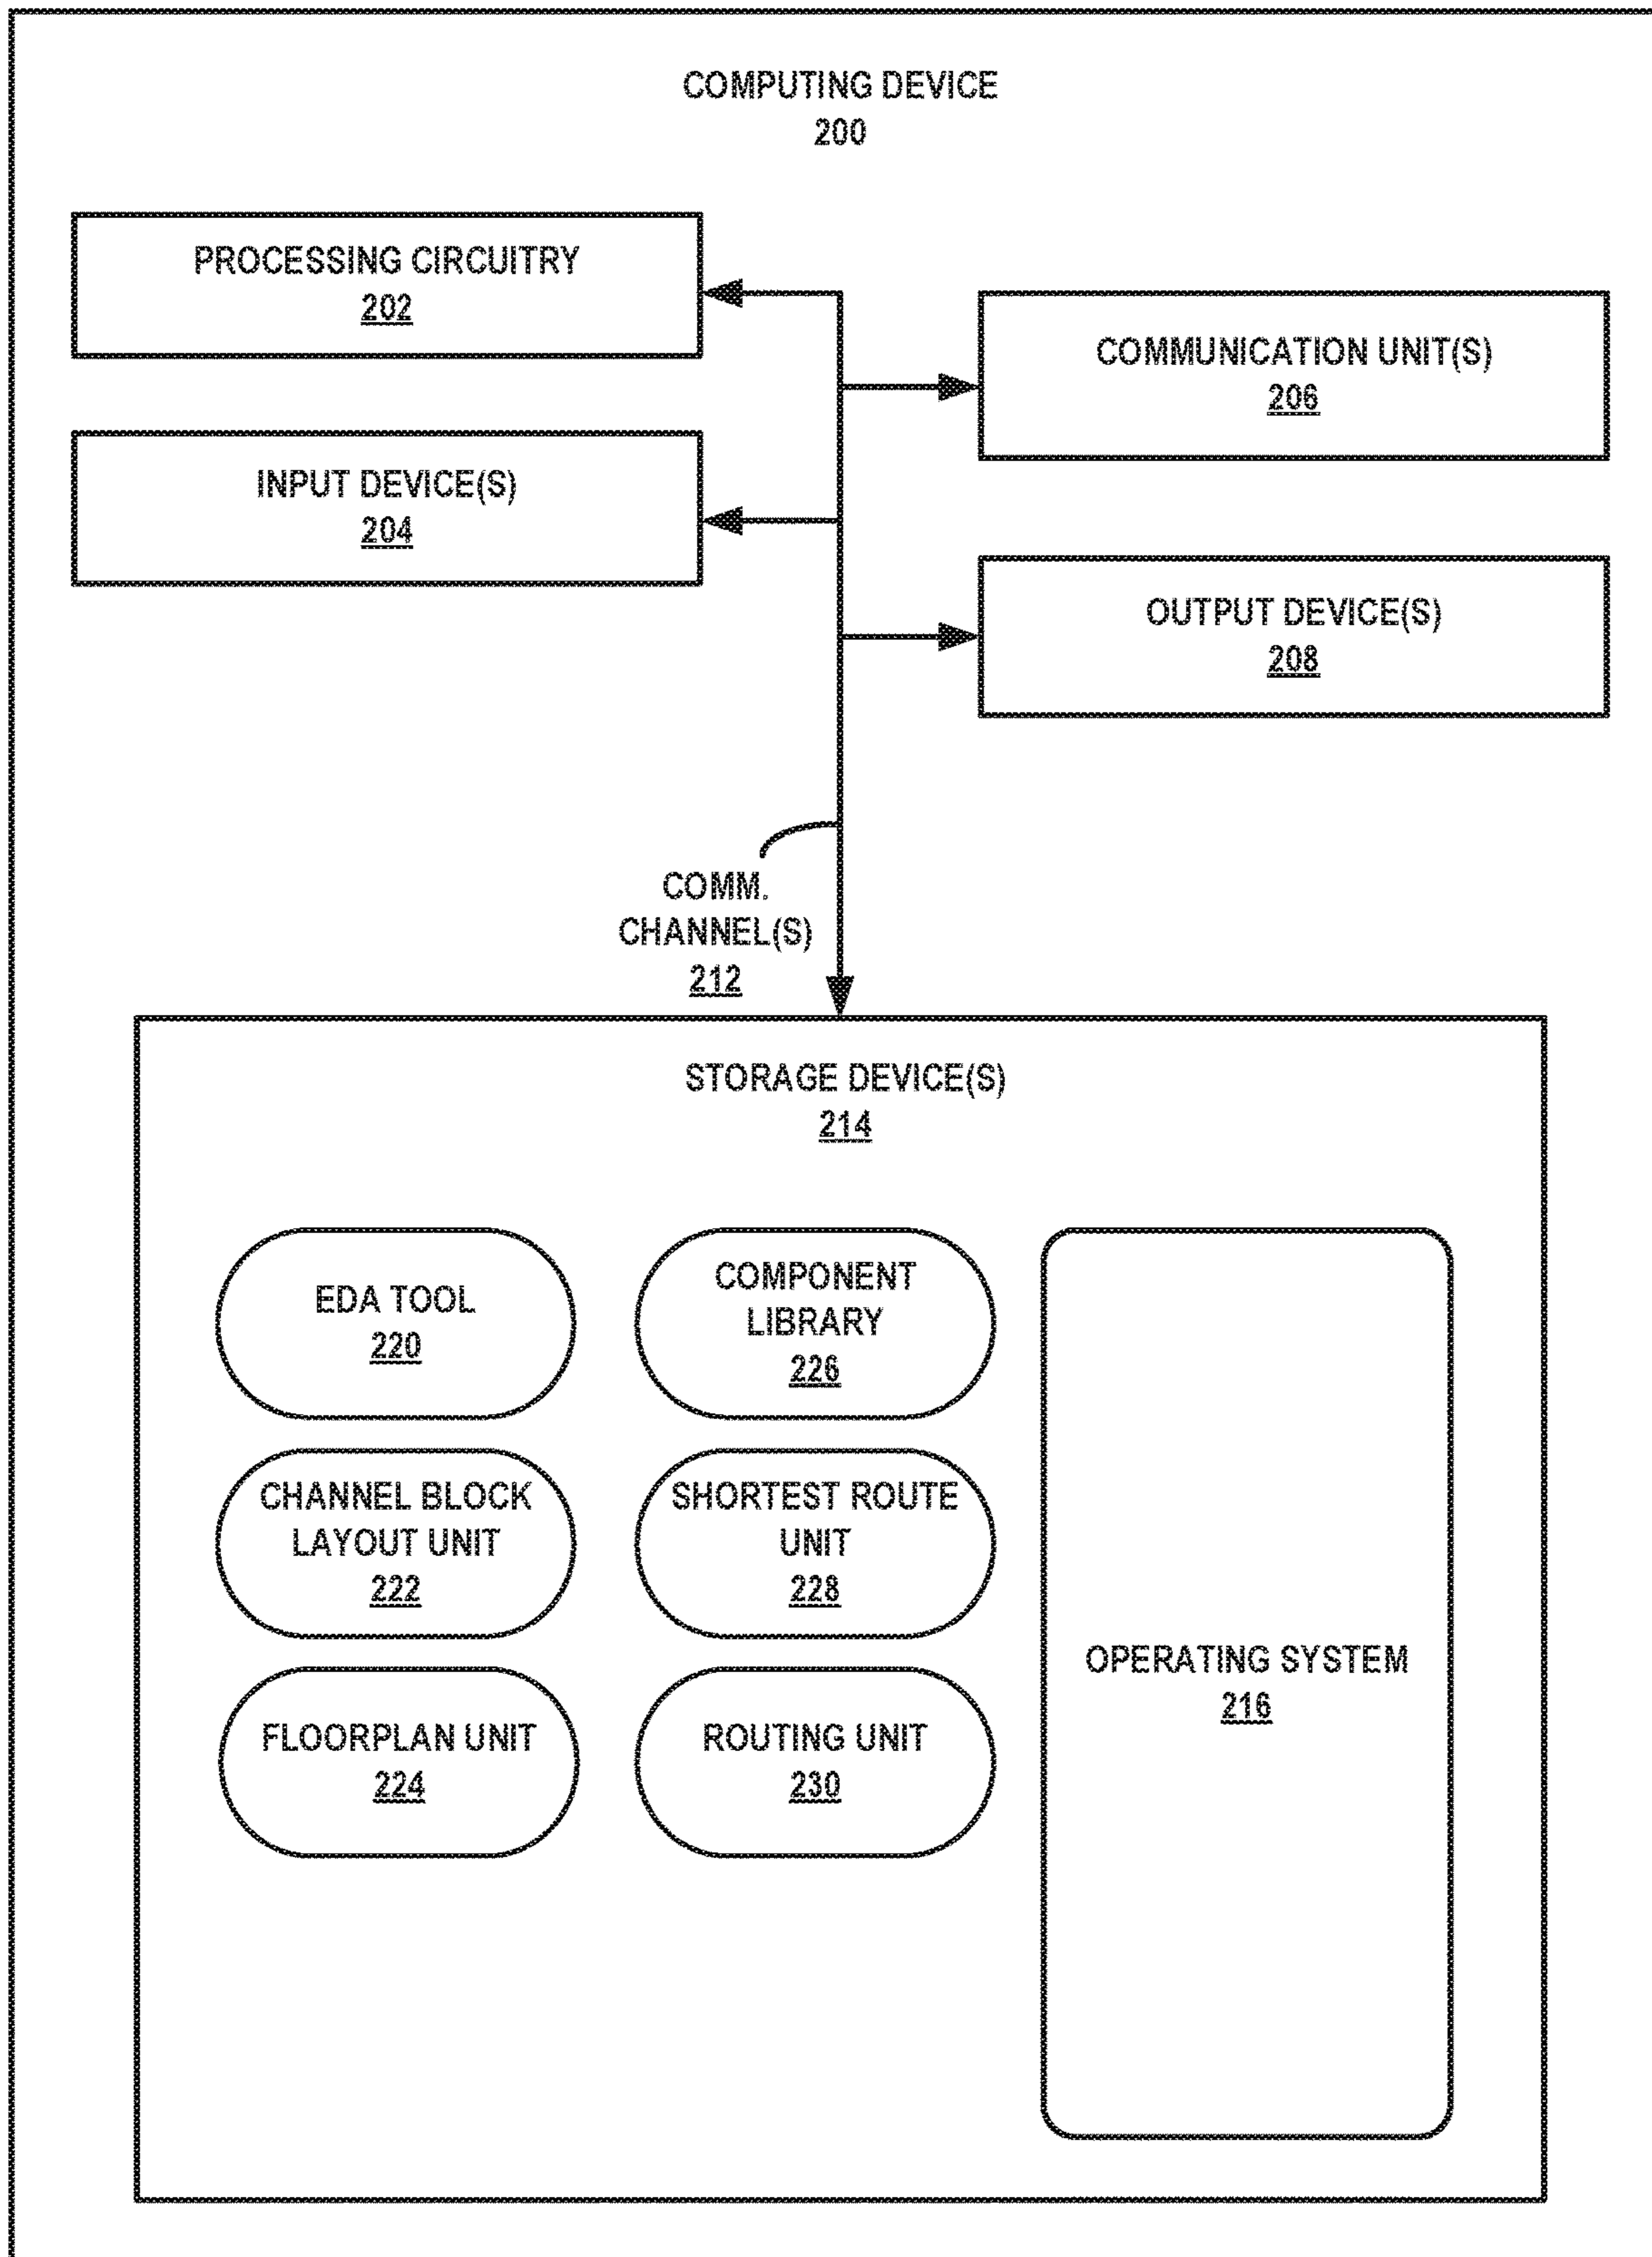 COMPUTING DEVICE
200
PROCESSING CIRCUITRY
202
COMMUNICATION UNIT(S)
206
INPUT DEVICE(S)
204
OUTPUT DEVICE(S)
208
COMM.
CHANNEL(S)
212
STORAGE DEVICE(S)
214
EDA TOOL
220
COMPONENT
LIBRARY
226
CHANNEL BLOCK
LAYOUT UNIT
222
SHORTEST ROUTE
UNIT
228
FLOORPLAN UNIT
224
ROUTING UNIT
230
OPERATING SYSTEM
216